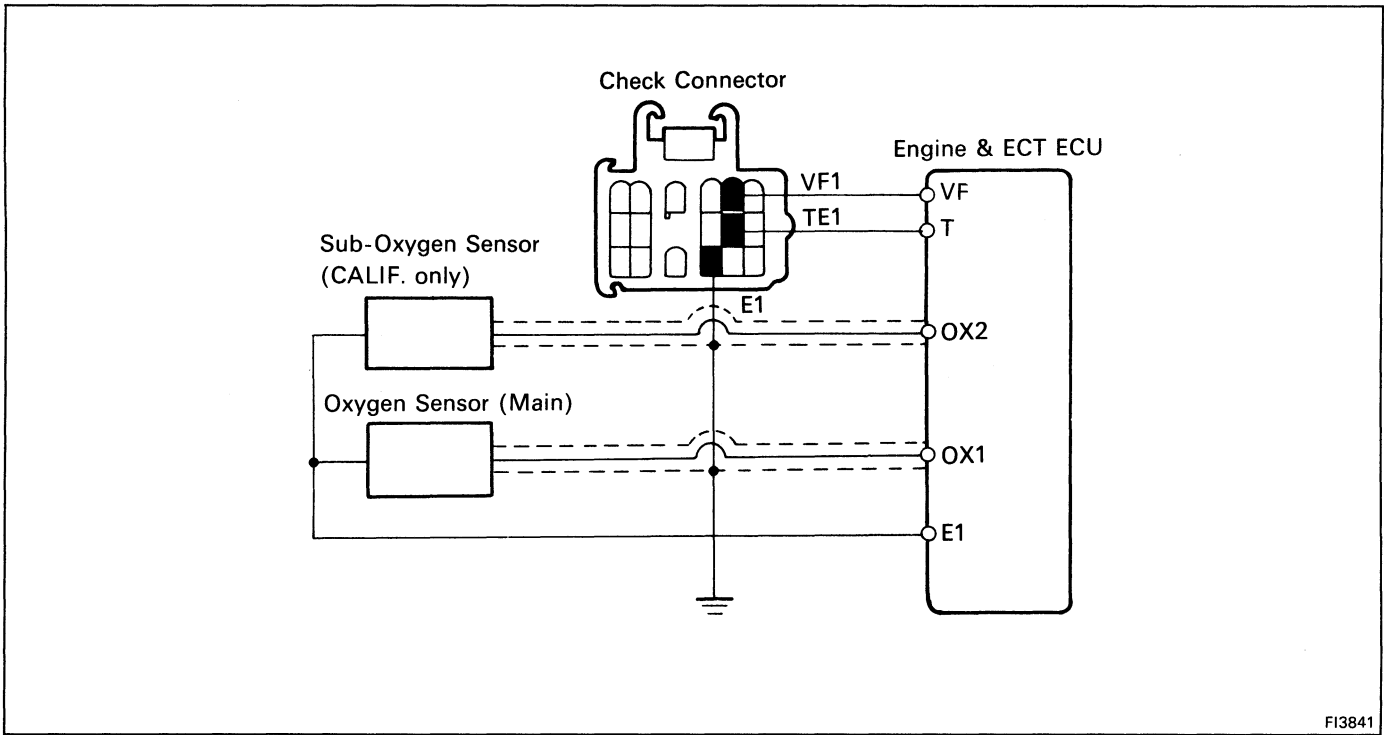 Check Connector
Engine & ECT ECU
VF1
VF
TE1
T
Sub-Oxygen Sensor
(CALIF. only)
E1
OX2
Oxygen Sensor (Main)
OX1
E1
FI3841